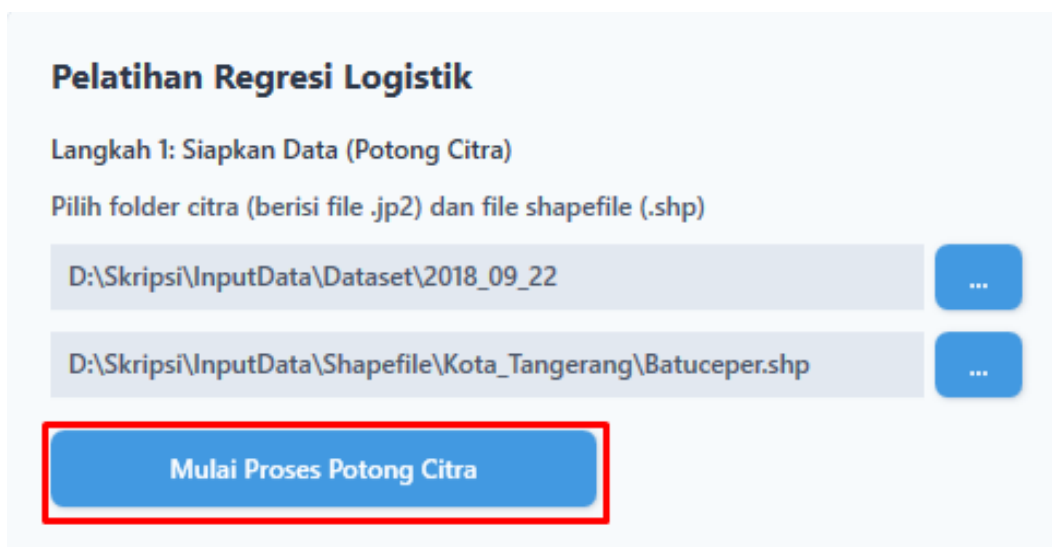 Pelatihan Regresi Logistik
Langkah 1: Siapkan Data (Potong Citra)
Pilih folder citra (berisi file .jp2) dan file shapefile (.shp)
D:\Skripsi\InputData\Dataset\2018_09_22
...
D:\Skripsi\InputData\Shapefile\Kota_Tangerang\Batuceper.shp
...
Mulai Proses Potong Citra